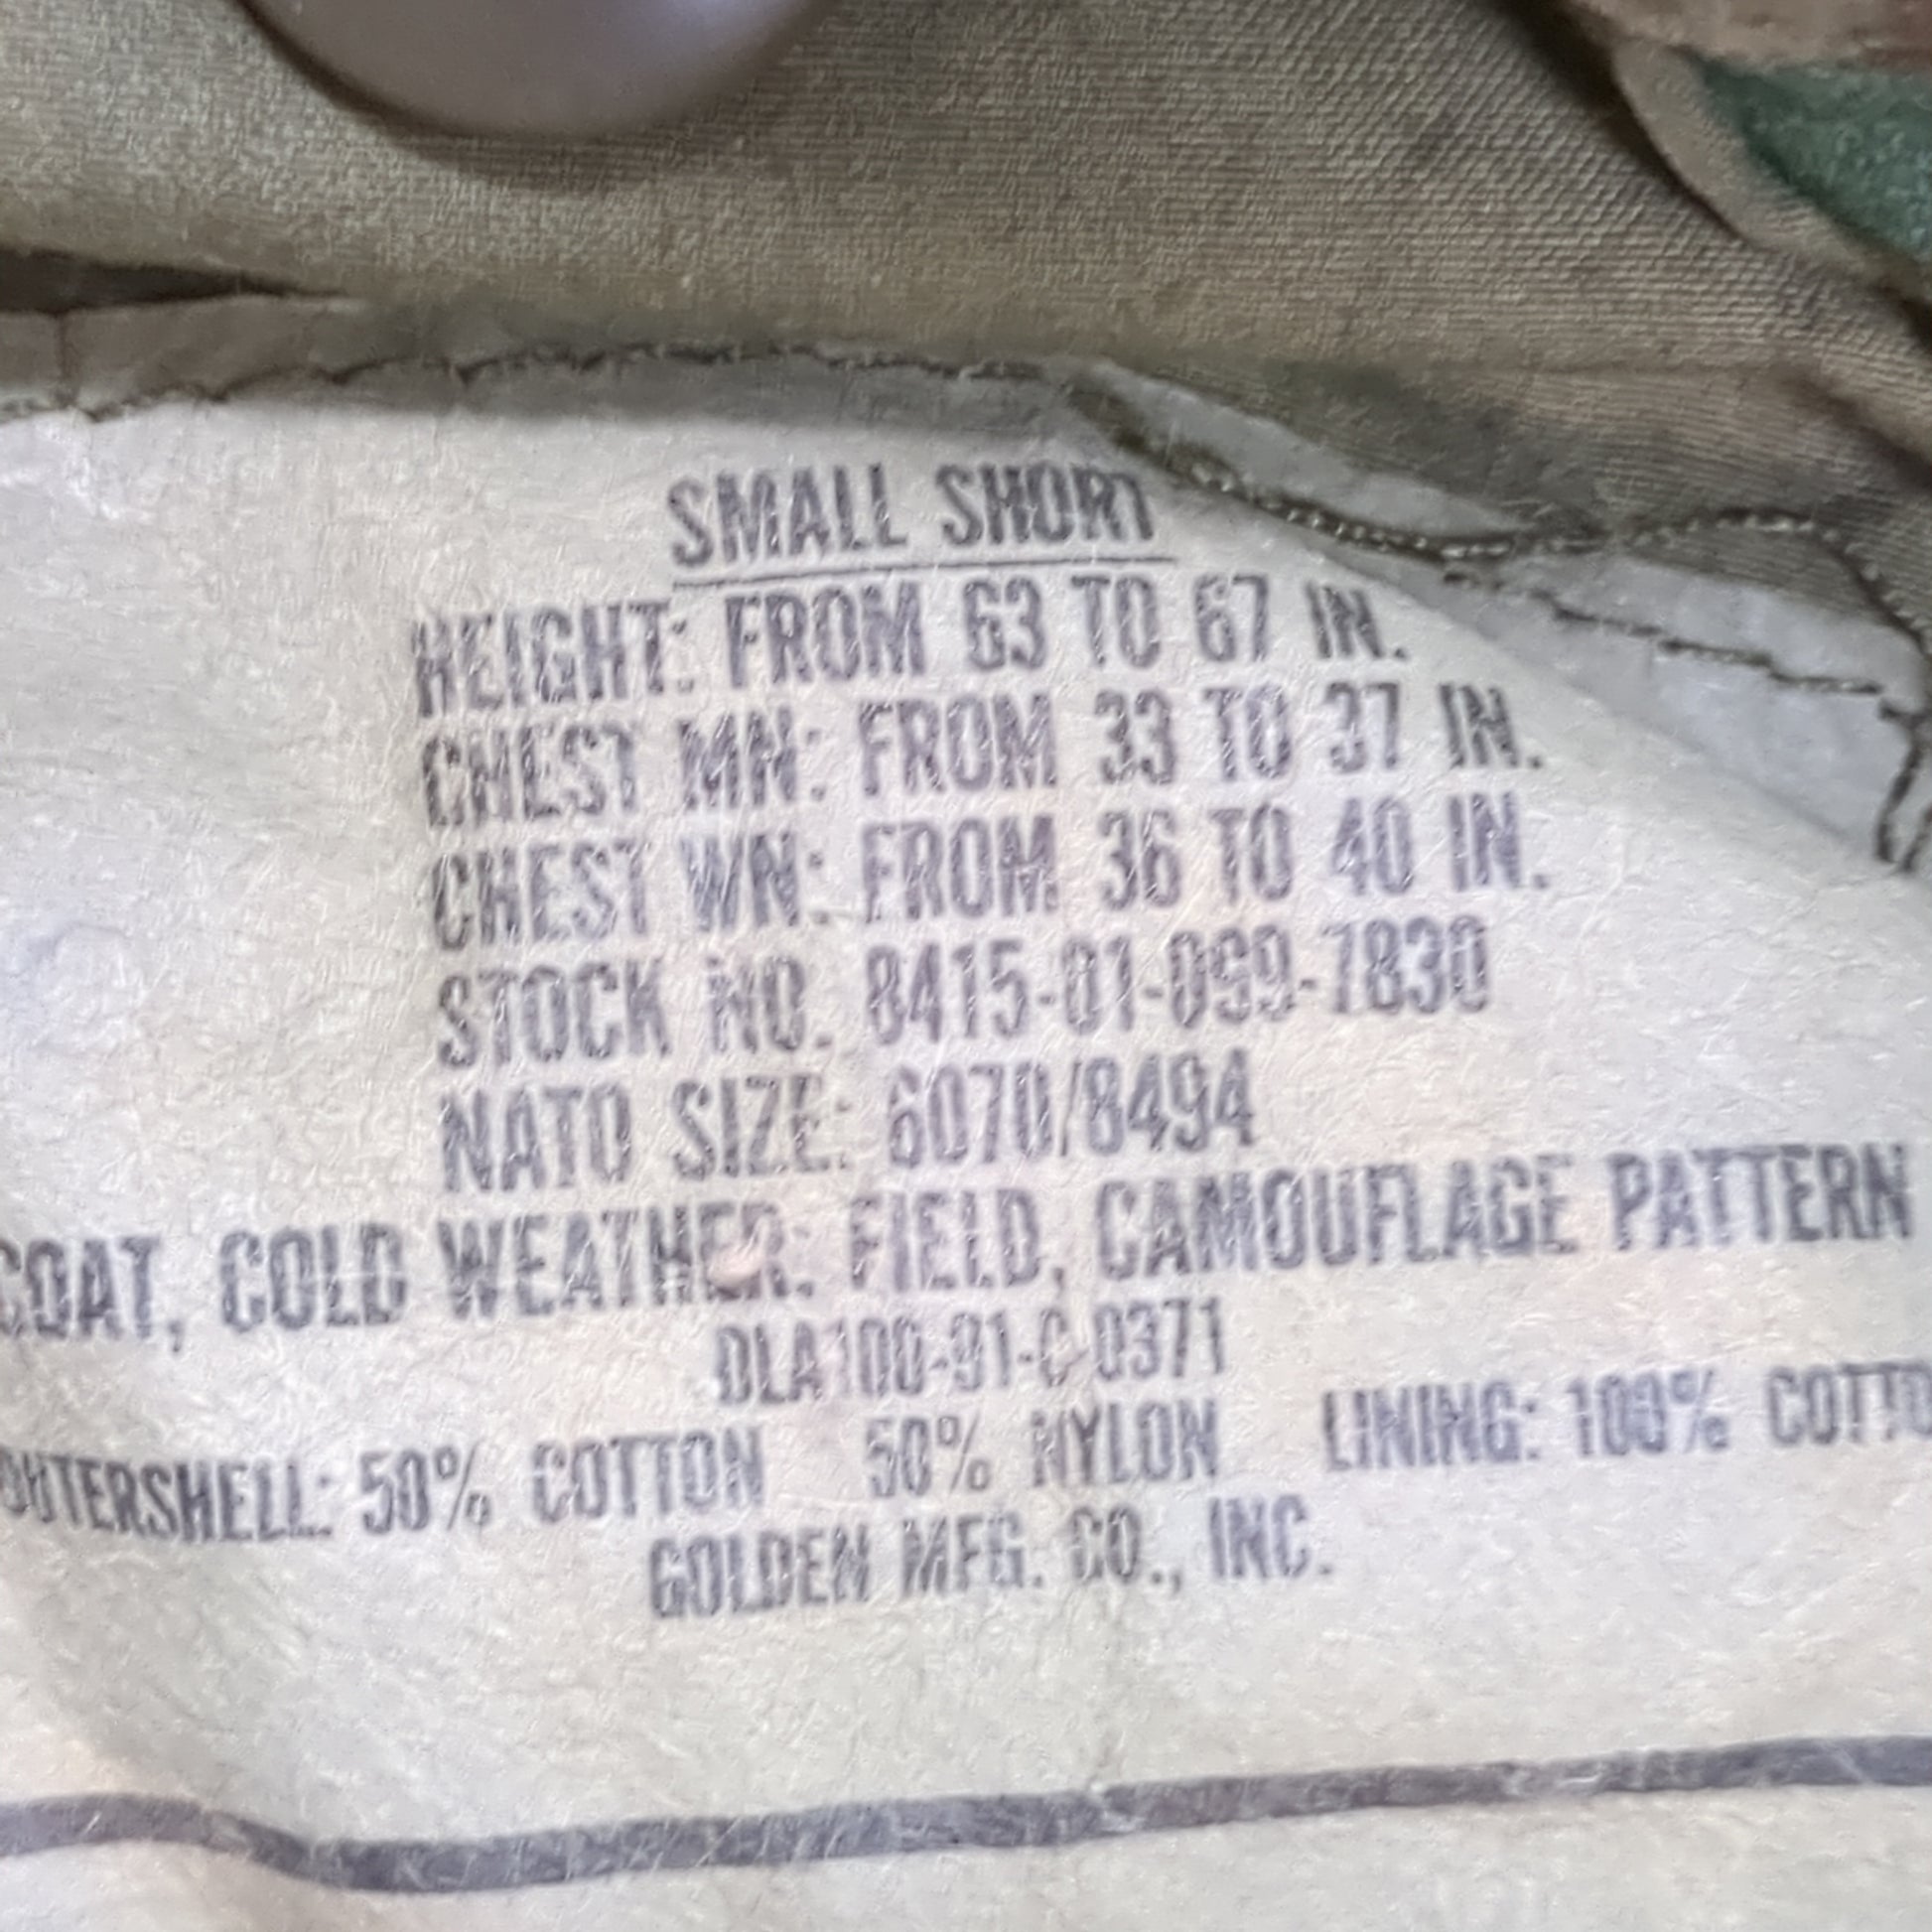 SMALL SHORT
HEIGHT: FROM 63 TO 67 IN.
CHEST MN: FROM 33 TO 37 IN.
CHEST WN: FROM 36 TO 40 IN.
STOCK NO. 8415-01-099-7830
NATO SIZE: 6070/8494
COAT, COLD WEATHER, FIELD, CAMOUFLAGE PATTERN
DLA100-91-C-0371
OUTERSHELL: 50% COTTON 50% NYLON LINING: 100% COTTO
GOLDEN MFG. CO., INC.